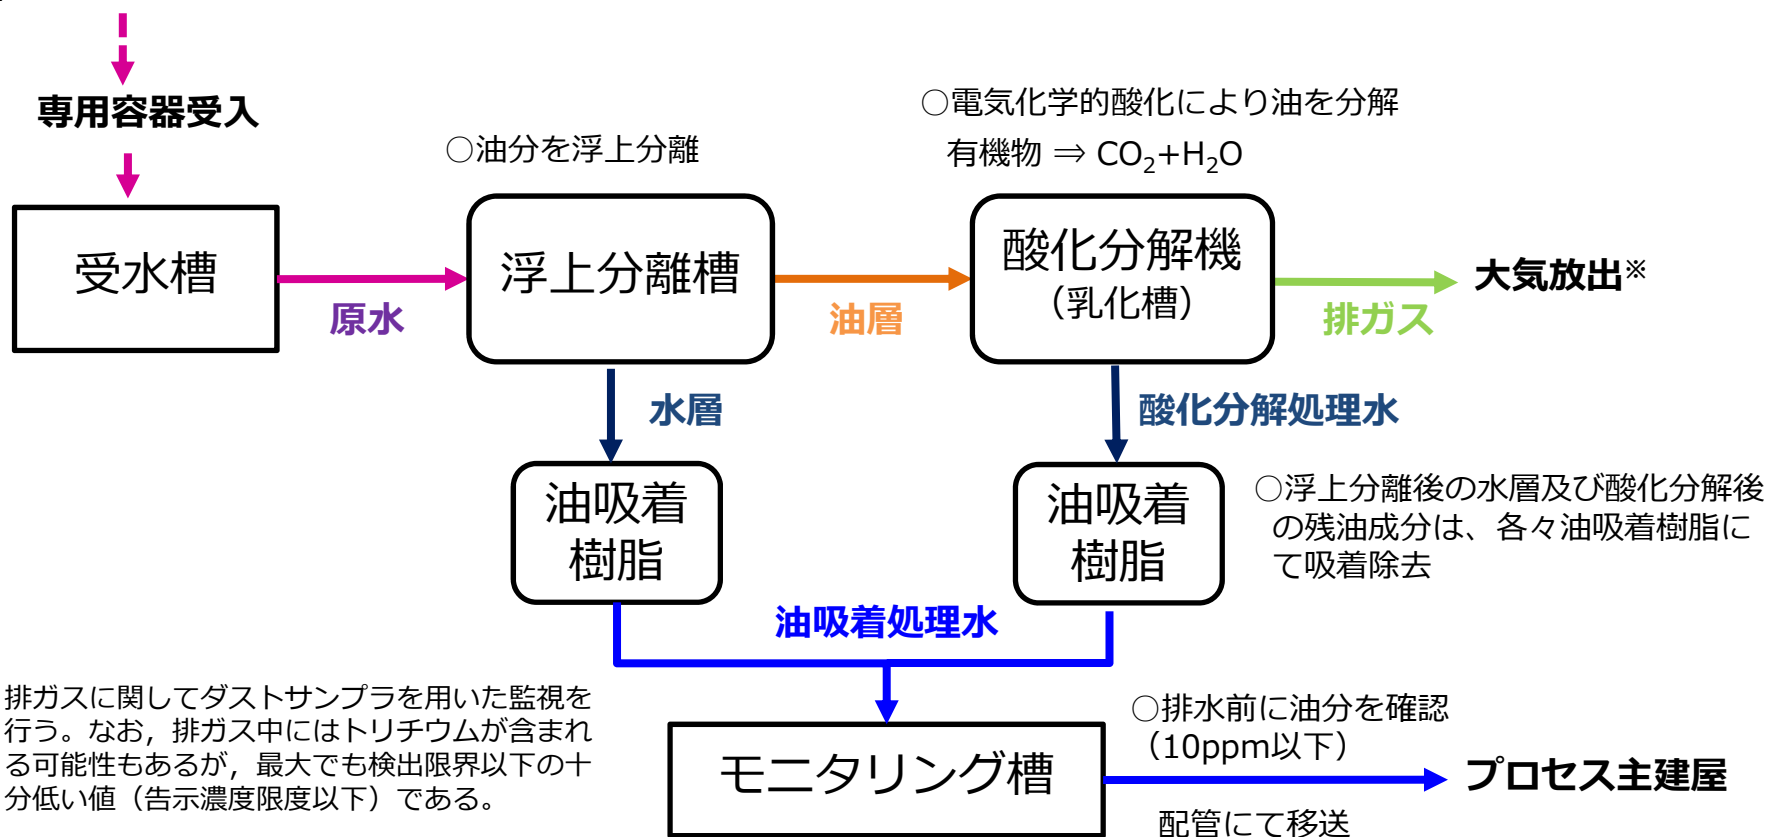 専用容器受入
○油分を浮上分離
○電気化学的酸化により油を分解
有機物 ⇒ CO₂+H₂O
受水槽
原水
浮上分離槽
油層
酸化分解機
（乳化槽）
排ガス
大気放出※
水層
酸化分解処理水
油吸着
樹脂
油吸着
樹脂
○浮上分離後の水層及び酸化分解後
の残油成分は、各々油吸着樹脂に
て吸着除去
油吸着処理水
排ガスに関してダストサンプラを用いた監視を
行う。なお，排ガス中にはトリチウムが含まれ
る可能性もあるが，最大でも検出限界以下の十
分低い値（告示濃度限度以下）である。
モニタリング槽
○排水前に油分を確認
（10ppm以下）
プロセス主建屋
配管にて移送